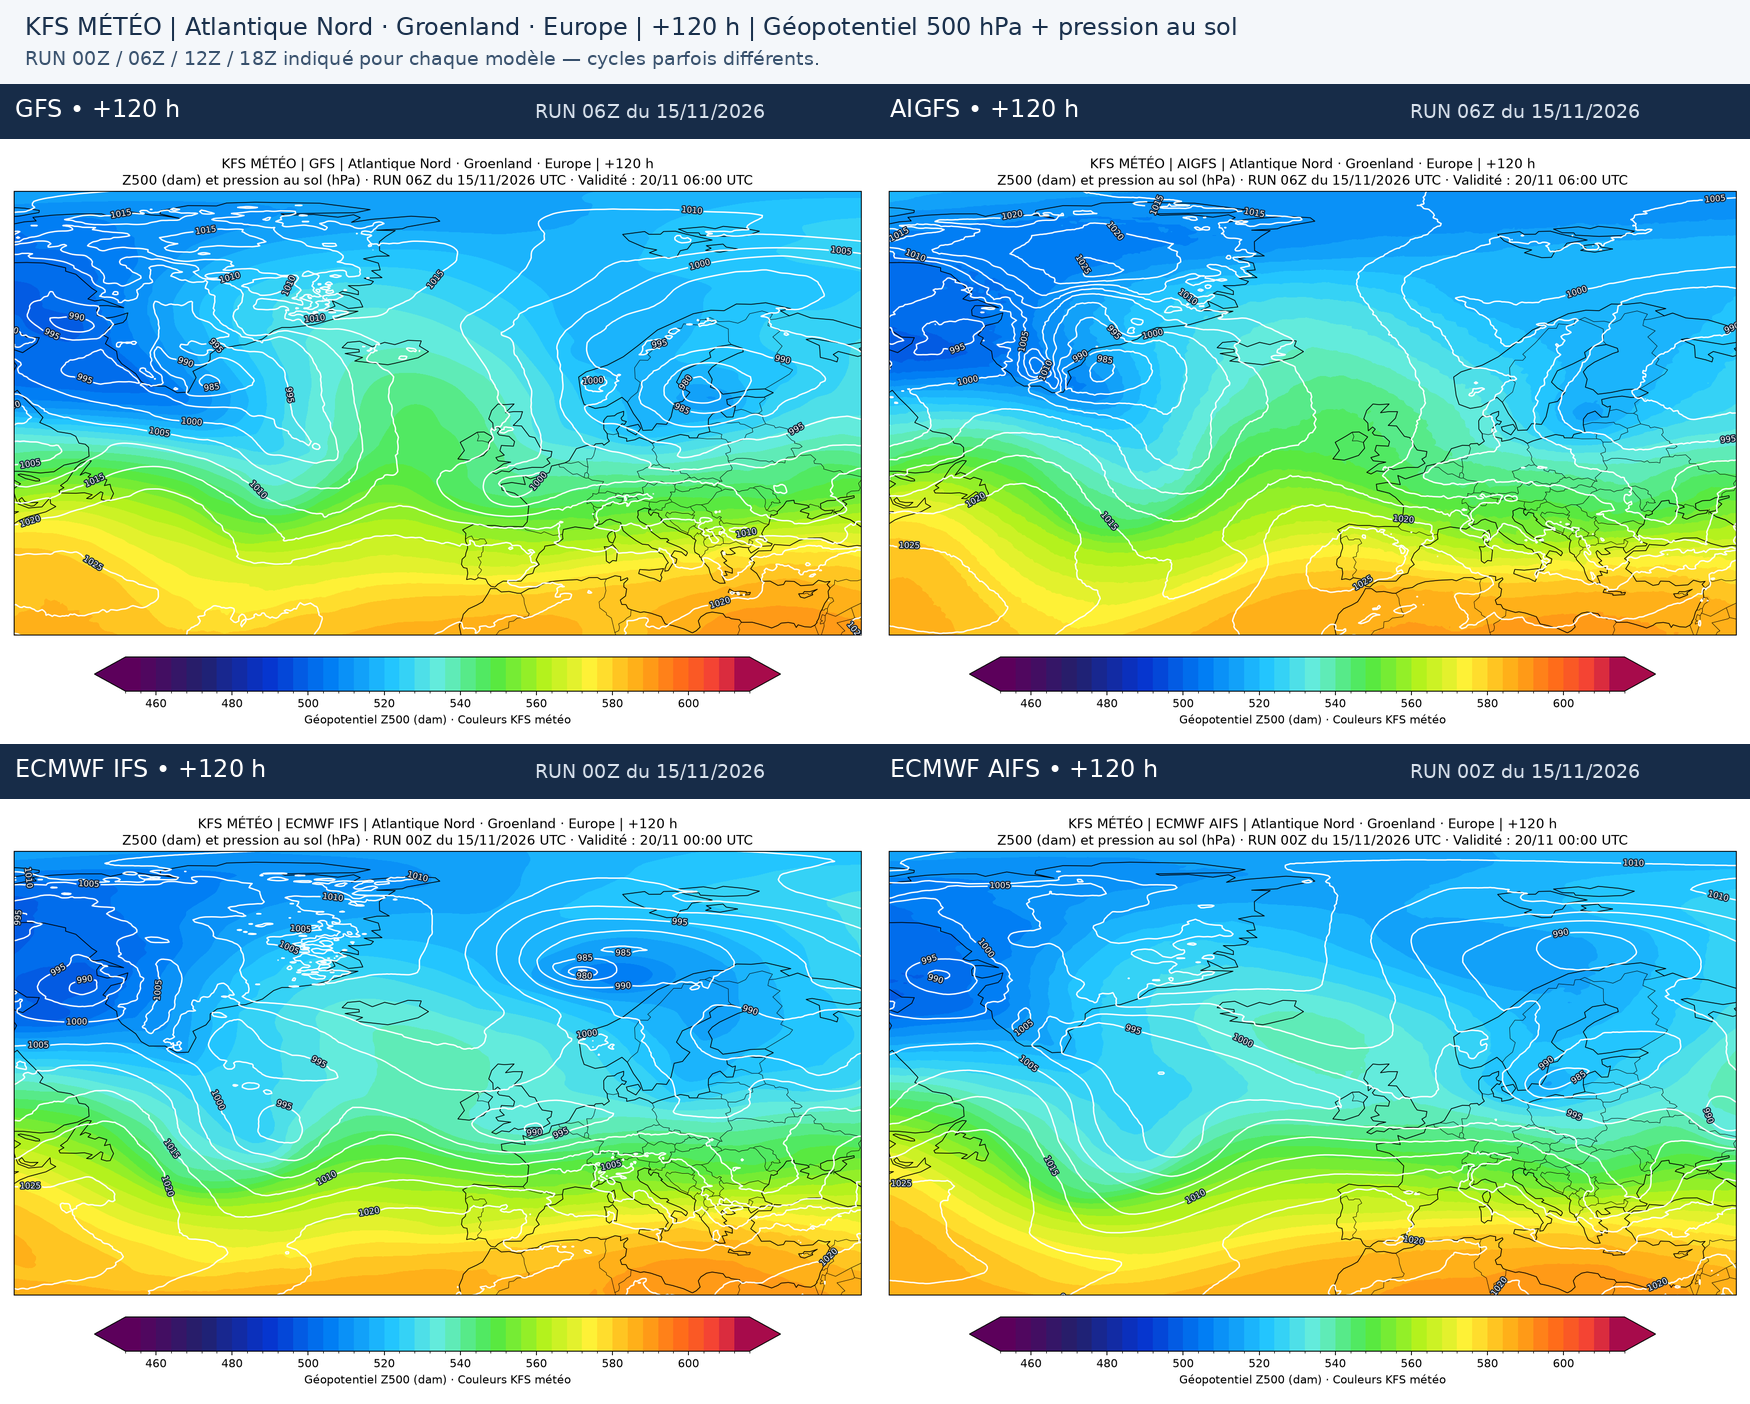 KFS MÉTÉO | Atlantique Nord · Groenland · Europe | +120 h | Géopotentiel 500 hPa + pression au sol
RUN 00Z / 06Z / 12Z / 18Z indiqué pour chaque modèle — cycles parfois différents.
GFS • +120 h
RUN 06Z du 15/11/2026
AIGFS • +120 h
RUN 06Z du 15/11/2026
KFS MÉTÉO | GFS | Atlantique Nord · Groenland · Europe | +120 h
Z500 (dam) et pression au sol (hPa) · RUN 06Z du 15/11/2026 UTC · Validité : 20/11 06:00 UTC
KFS MÉTÉO | AIGFS | Atlantique Nord · Groenland · Europe | +120 h
Z500 (dam) et pression au sol (hPa) · RUN 06Z du 15/11/2026 UTC · Validité : 20/11 06:00 UTC
460 480 500 520 540 560 580 600
Géopotentiel Z500 (dam) · Couleurs KFS météo
460 480 500 520 540 560 580 600
Géopotentiel Z500 (dam) · Couleurs KFS météo
ECMWF IFS • +120 h
RUN 00Z du 15/11/2026
ECMWF AIFS • +120 h
RUN 00Z du 15/11/2026
KFS MÉTÉO | ECMWF IFS | Atlantique Nord · Groenland · Europe | +120 h
Z500 (dam) et pression au sol (hPa) · RUN 00Z du 15/11/2026 UTC · Validité : 20/11 00:00 UTC
KFS MÉTÉO | ECMWF AIFS | Atlantique Nord · Groenland · Europe | +120 h
Z500 (dam) et pression au sol (hPa) · RUN 00Z du 15/11/2026 UTC · Validité : 20/11 00:00 UTC
460 480 500 520 540 560 580 600
Géopotentiel Z500 (dam) · Couleurs KFS météo
460 480 500 520 540 560 580 600
Géopotentiel Z500 (dam) · Couleurs KFS météo